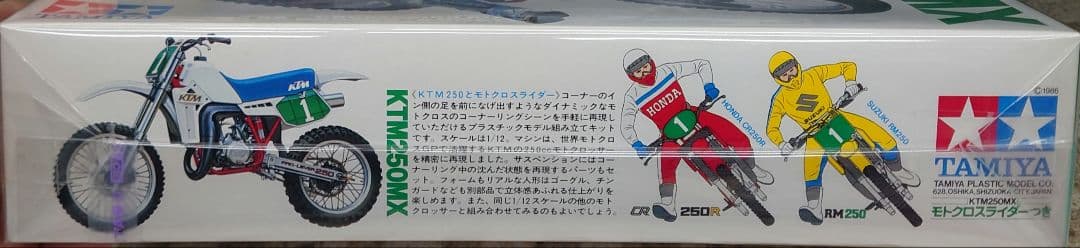 KTM
KTM
1
PRO-LEVER 250
KTM250MX
〈KTM250とモトクロスライダー〉コーナーのイ
ン側の足を前になげ出すようなダイナミックなモ
トクロスのコーナーリングシーンを手軽に再現し
ていただけるプラスチックモデル組み立てキット
です。スケールは1/12。マシンは、世界モトクロ
スGPで活躍するKTMの250ccモトクロッサー
を精密に再現しました。サスペンションにはコー
ナーリング中の沈んだ状態を再現するパーツもセ
ット。フォームもリアルな人形はゴーグル、チン
ガードなども別部品で立体感あふれる仕上がりを
楽しめます。また、同じ1/12スケールの他のモト
クロッサーと組み合わせてみるのもよいでしょう。
HONDA
1
HONDA CR250R
CR 250R
SUZUKI
1
SUZUKI RM250
RM250
MX
©1986
TAMIYA
TAMIYA PLASTIC MODEL CO.
628, OSHIKA, SHIZUOKA CITY, JAPAN.
KTM250MX
モトクロスライダーつき